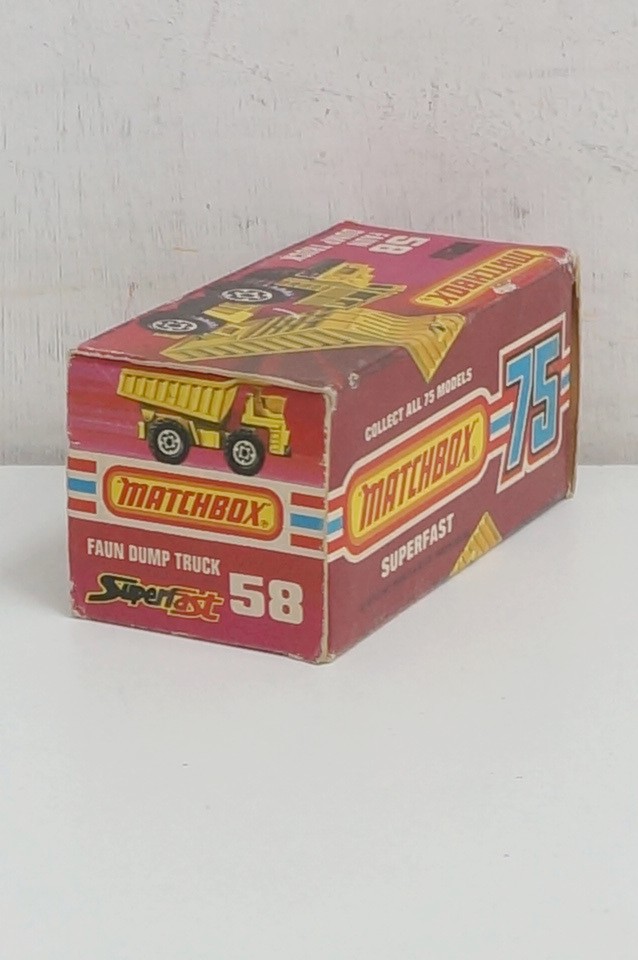 58
FAUN
DUMP TRUCK
MATCHBOX
MATCHBOX
FAUN DUMP TRUCK
Superfast 58
COLLECT ALL 75 MODELS
MATCHBOX
SUPERFAST
75